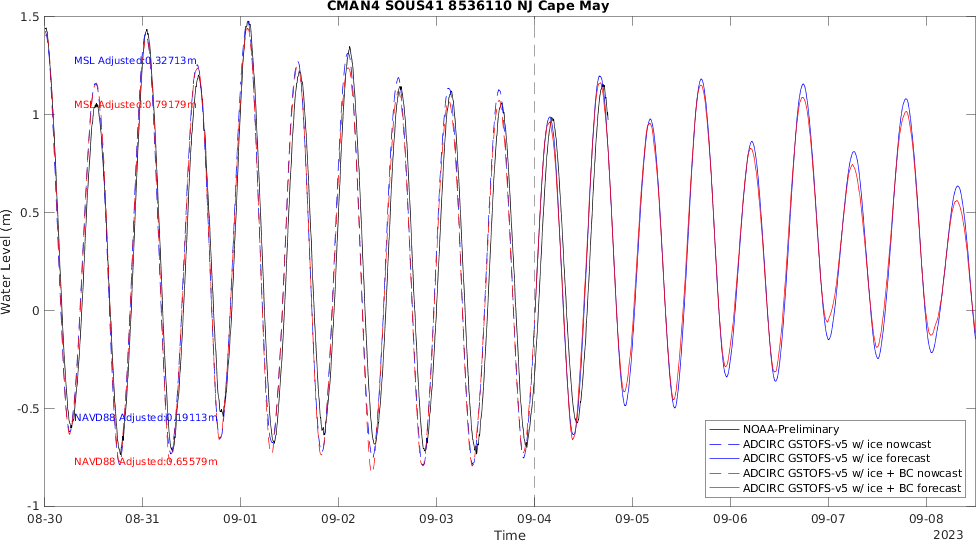 CMAN4 SOUS41 8536110 NJ Cape May
Water Level (m)
1.5
1
0.5
0
-0.5
-1
MSL Adjusted:0.32713m
MSL Adjusted:0.79179m
NAVD88 Adjusted:0.19113m
NAVD88 Adjusted:0.65579m
NOAA-Preliminary
ADCIRC GSTOFS-v5 w/ ice nowcast
ADCIRC GSTOFS-v5 w/ ice forecast
ADCIRC GSTOFS-v5 w/ ice + BC nowcast
ADCIRC GSTOFS-v5 w/ ice + BC forecast
08-30 08-31 09-01 09-02 09-03 09-04 09-05 09-06 09-07 09-08
Time
2023